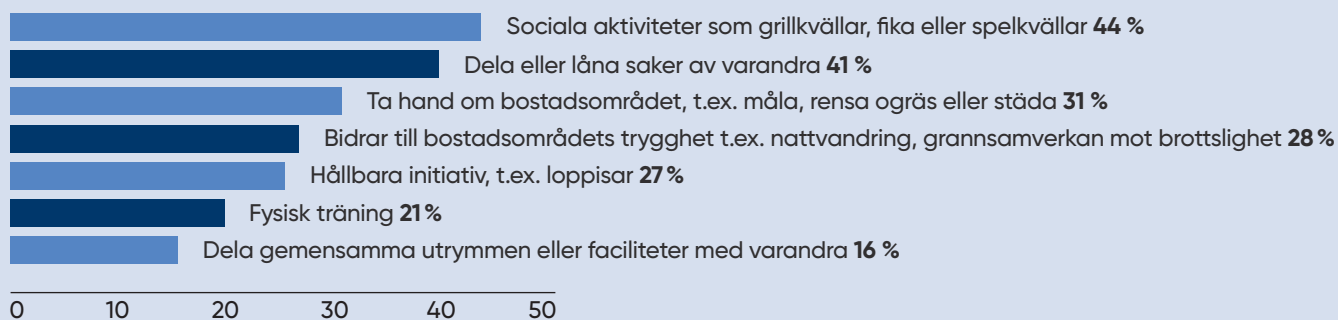 Sociala aktiviteter som grillkvällar, fika eller spelkvällar 44 %
Dela eller låna saker av varandra 41 %
Ta hand om bostadsområdet, t.ex. måla, rensa ogräs eller städa 31 %
Bidrar till bostadsområdets trygghet t.ex. nattvandring, grannsamverkan mot brottslighet 28 %
Hållbara initiativ, t.ex. loppisar 27 %
Fysisk träning 21 %
Dela gemensamma utrymmen eller faciliteter med varandra 16 %
0 10 20 30 40 50